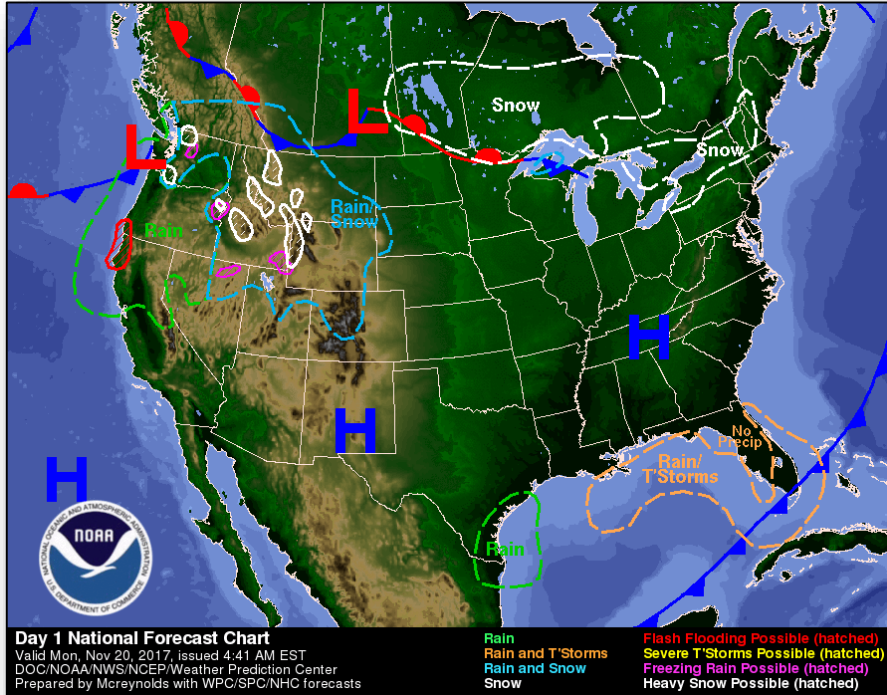 Snow
Snow
L
L
Rain
Rain/
Snow
H
H
H
No
Precip
Rain/
T'Storms
Rain
NATIONAL OCEANIC AND ATMOSPHERIC ADMINISTRATION
NOAA
U.S. DEPARTMENT OF COMMERCE
Day 1 National Forecast Chart
Valid Mon, Nov 20, 2017, issued 4:41 AM EST
DOC/NOAA/NWS/NCEP/Weather Prediction Center
Prepared by Mcreynolds with WPC/SPC/NHC forecasts
Rain
Rain and T'Storms
Rain and Snow
Snow
Flash Flooding Possible (hatched)
Severe T'Storms Possible (hatched)
Freezing Rain Possible (hatched)
Heavy Snow Possible (hatched)